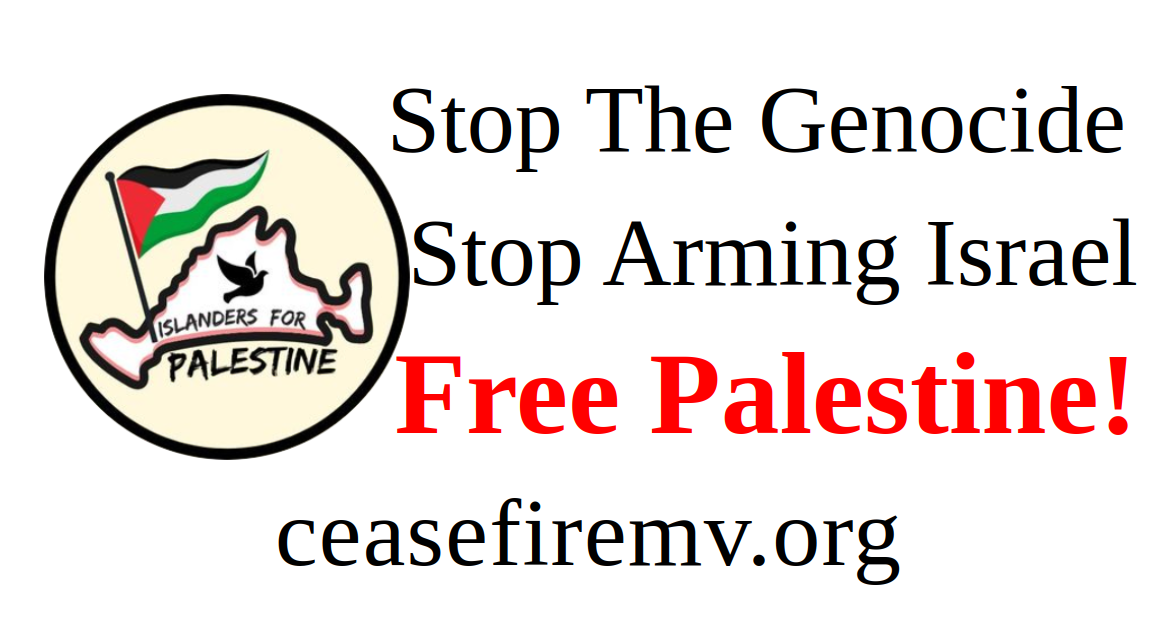 Stop The Genocide
Stop Arming Israel
Free Palestine!
ISLANDERS FOR
PALESTINE
ceasefiremv.org